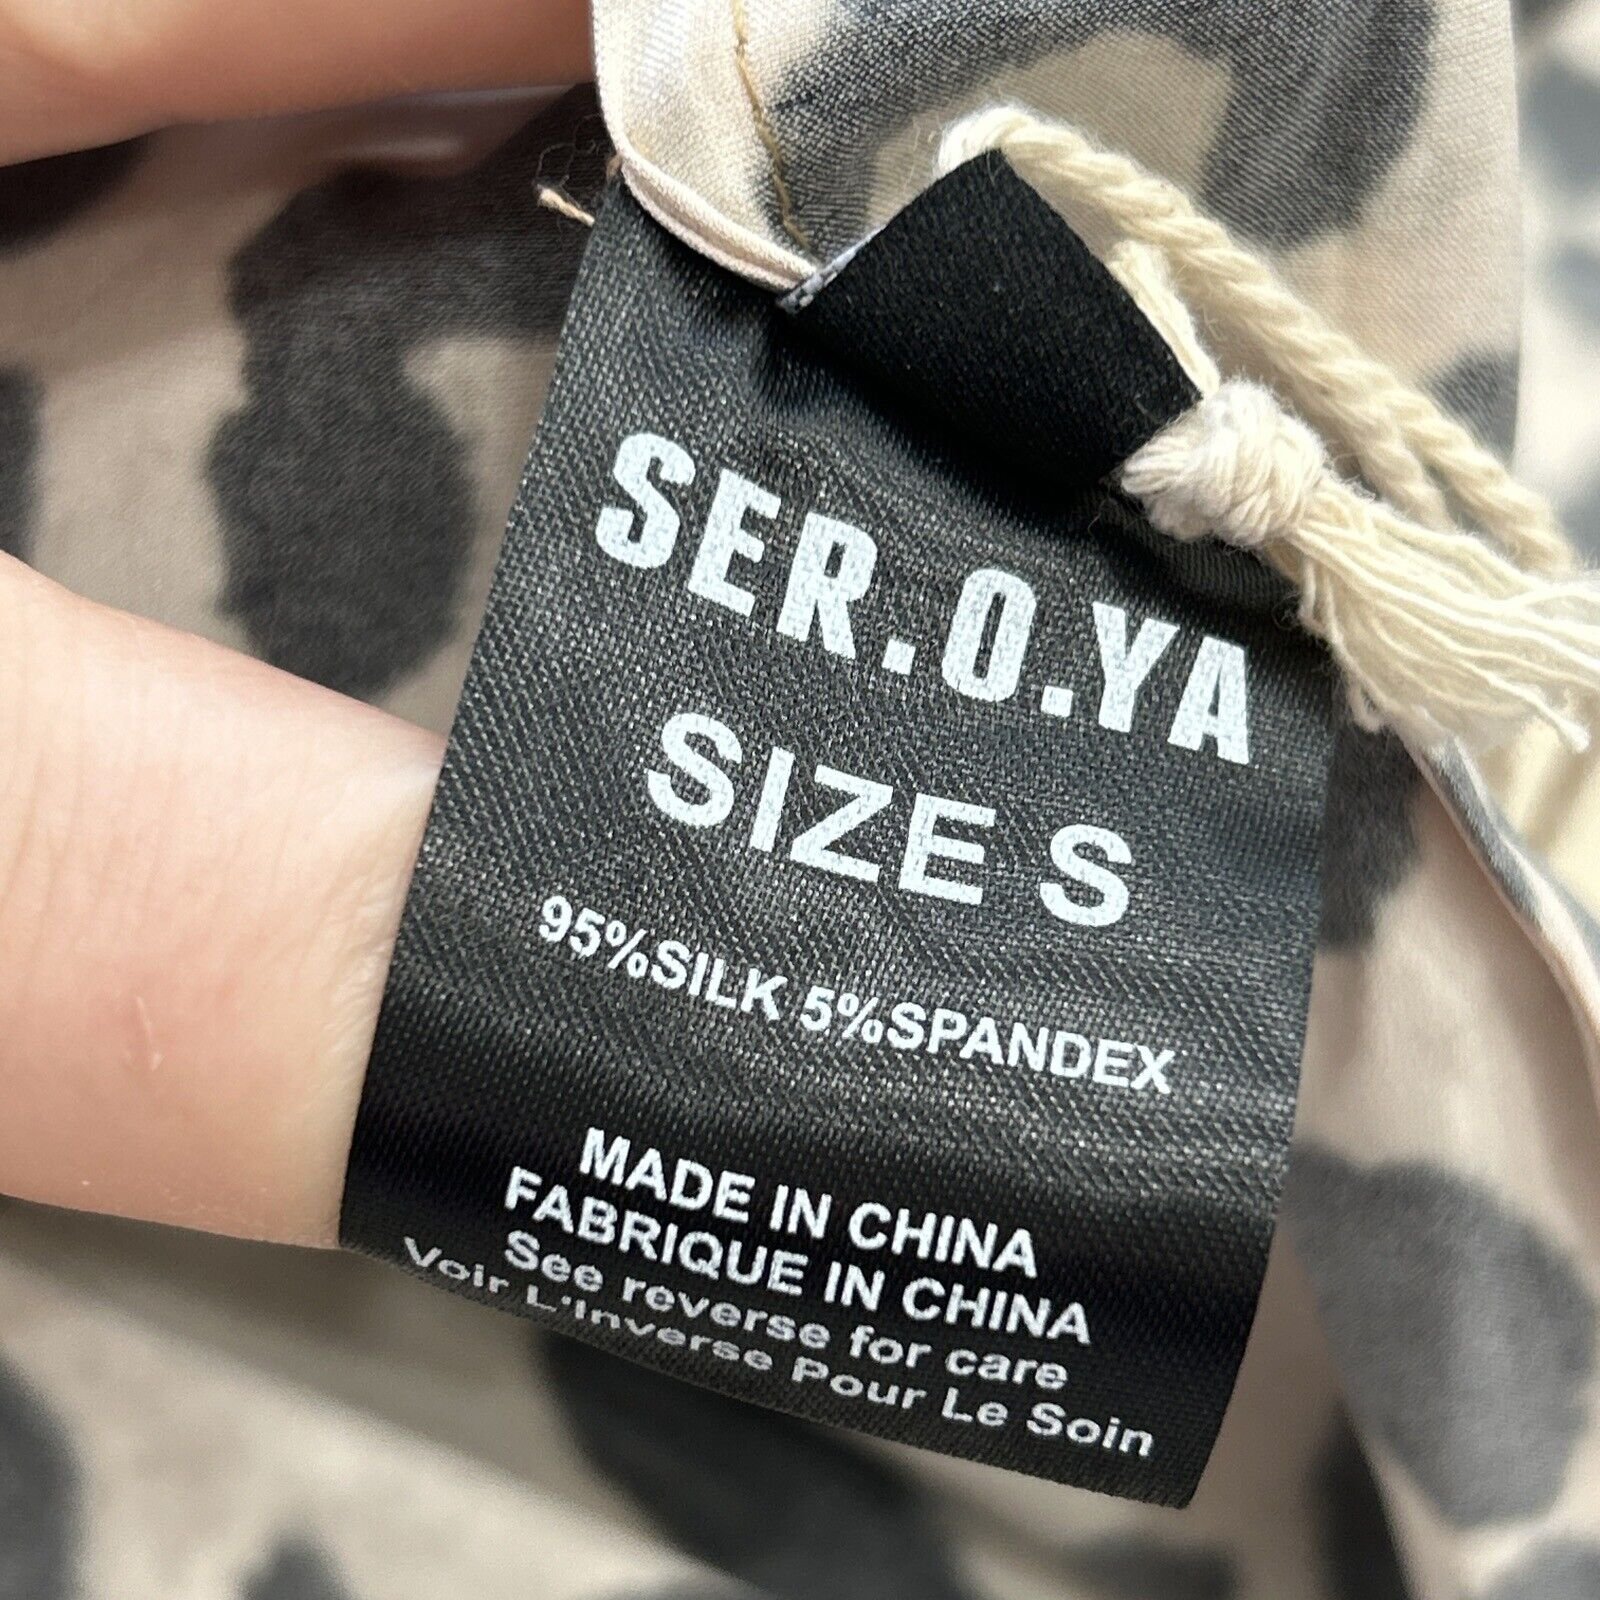 SER.O.YA
SIZE S
95%SILK 5%SPANDEX
MADE IN CHINA
FABRIQUE IN CHINA
See reverse for care
Voir L'Inverse Pour Le Soin